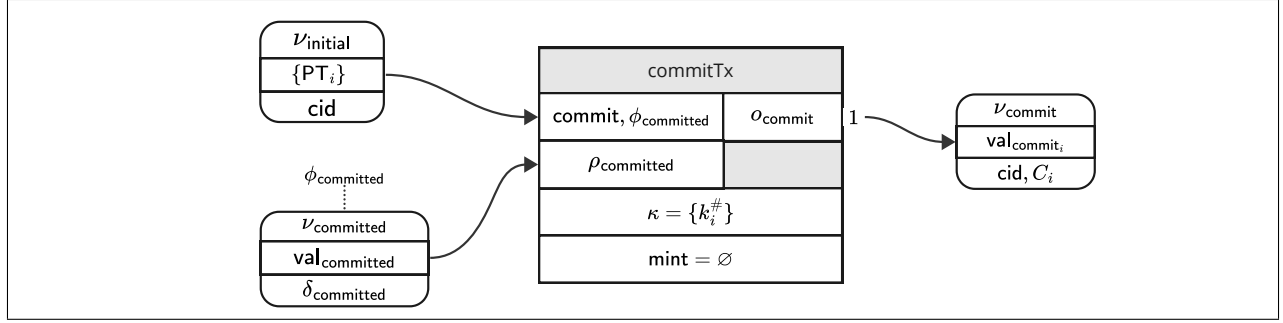 ν_initial
{PT_i}
cid
φ_committed
ν_committed
val_committed
δ_committed
commitTx
commit, φ_committed
o_commit
1
ρ_committed
κ = {k_i^#}
mint = ∅
ν_commit
val_commit_i
cid, C_i